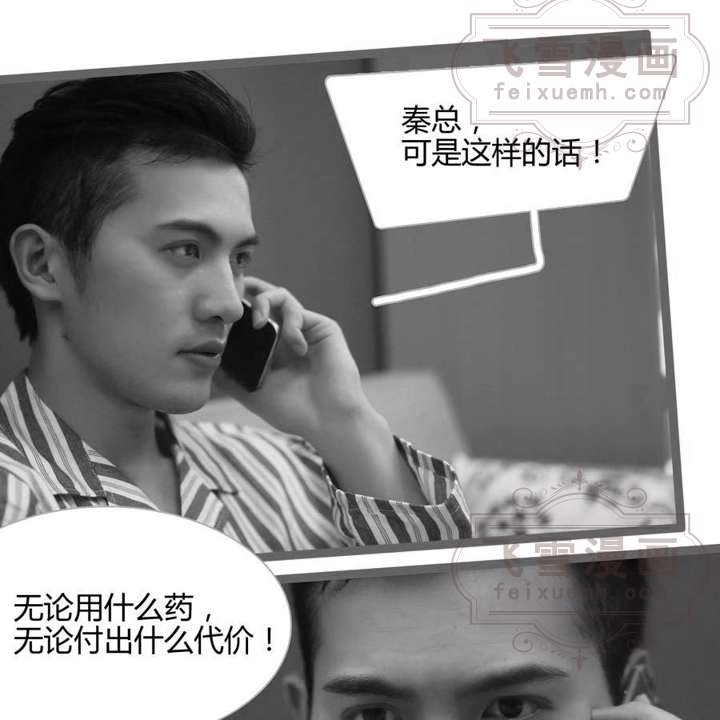 飞雪漫画
feixuemh.com
秦总，
可是这样的话！
飞雪漫画
feixuemh.com
无论用什么药，
无论付出什么代价！